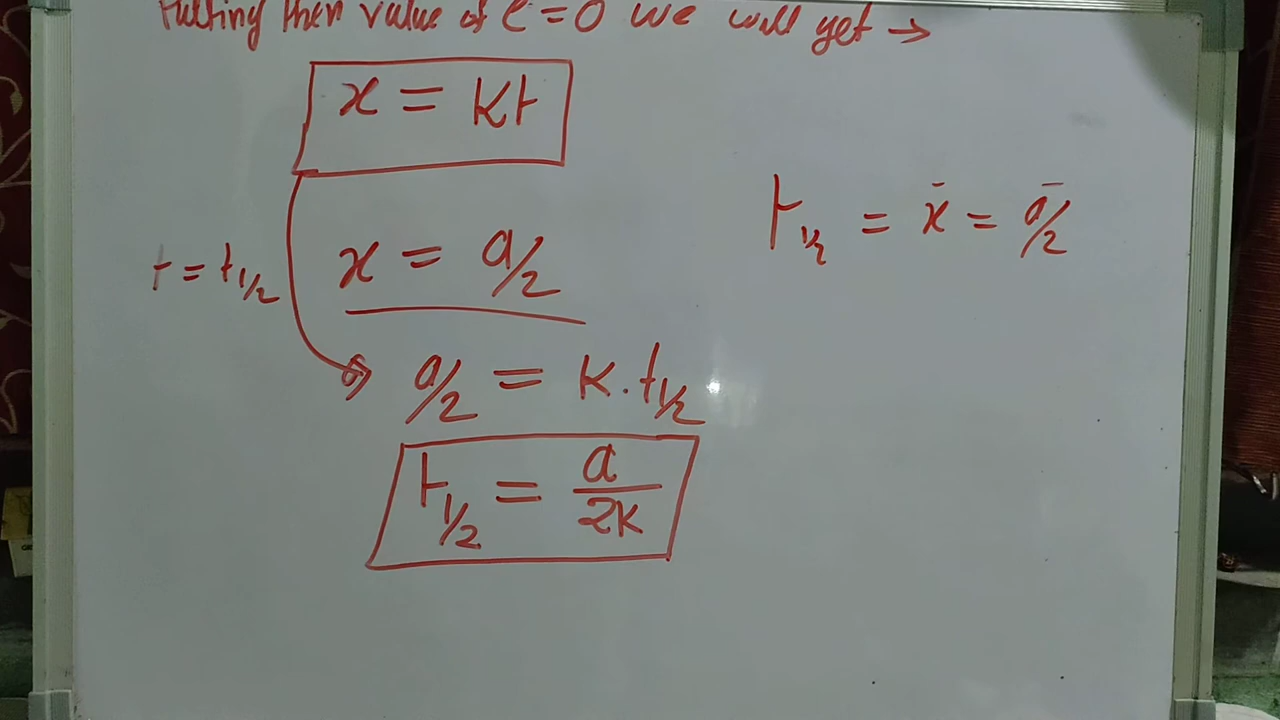 Putting then value of C = 0 we will get →
x = Kt
t = t1/2
x = a/2
a/2 = K . t1/2
t1/2 = a/2K
t1/2 = x = a/2